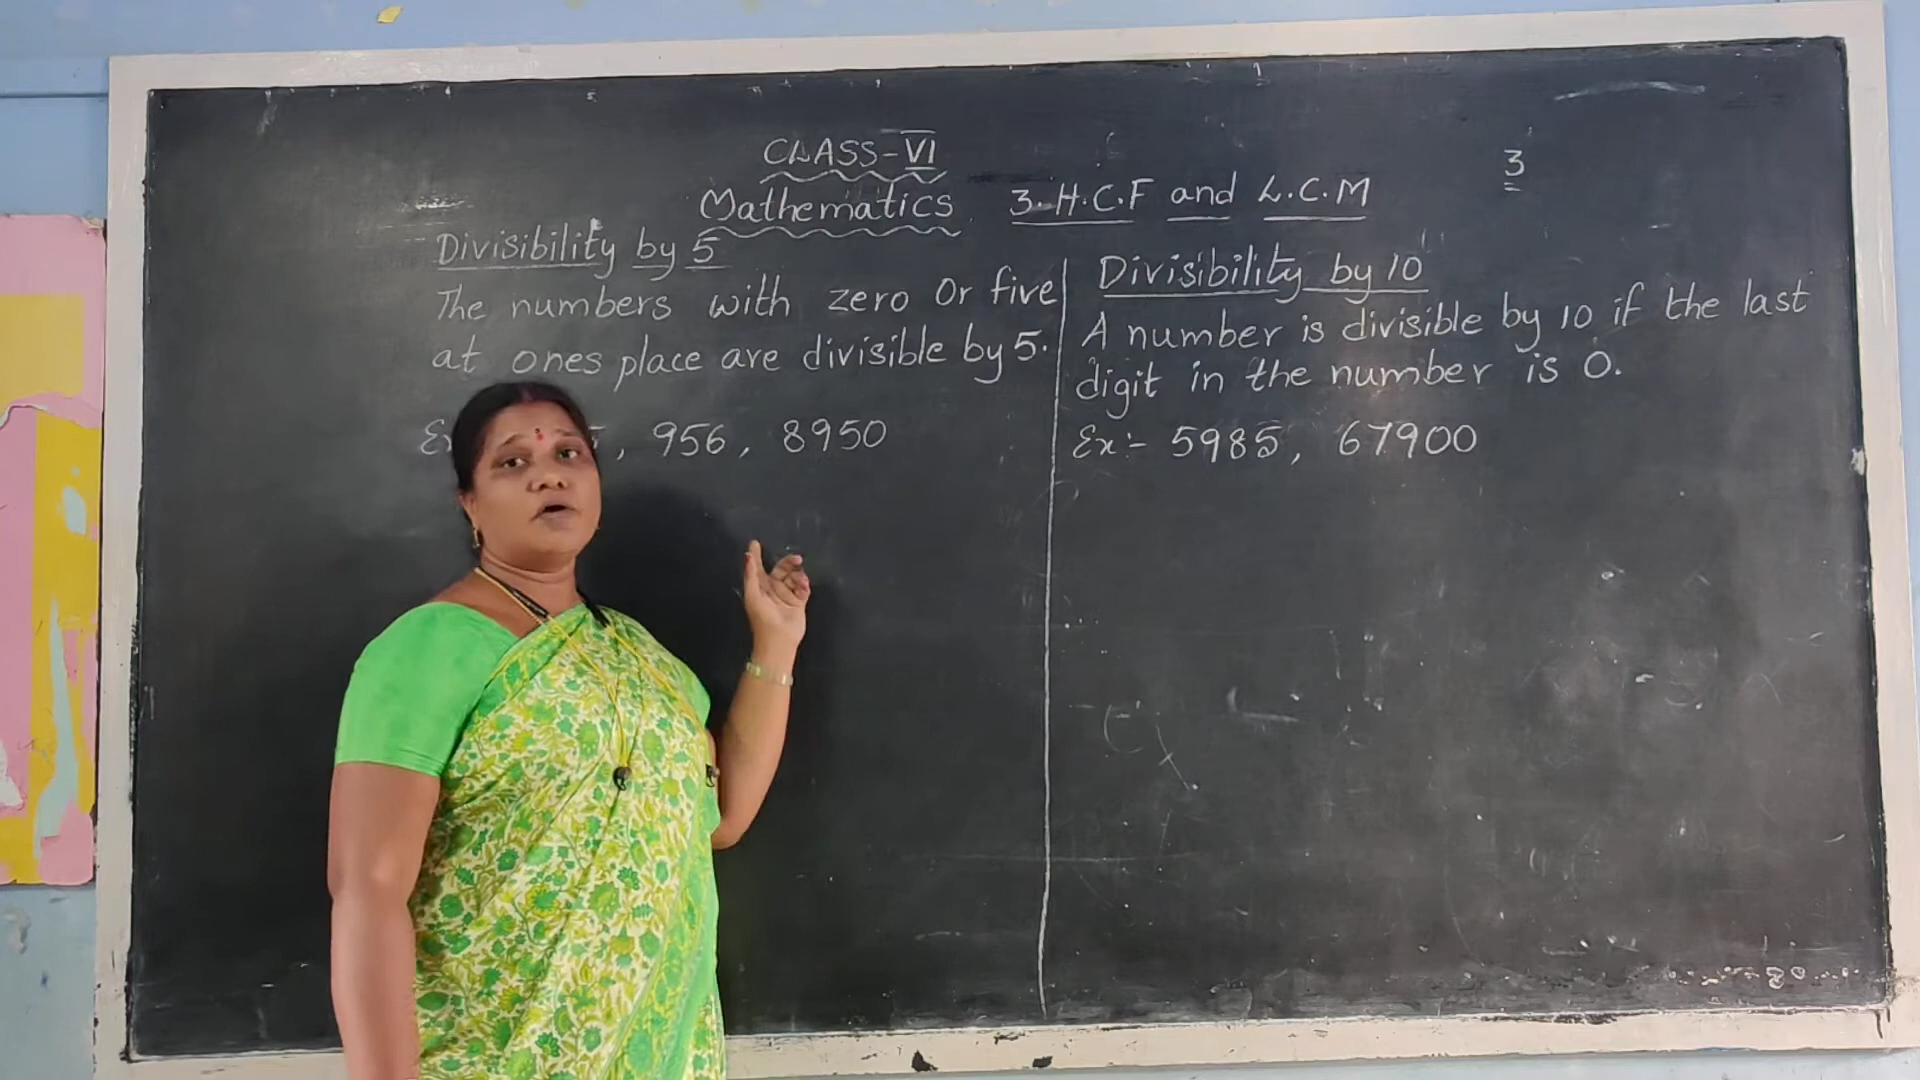 CLASS-VI
3
Mathematics 3. H.C.F and L.C.M
Divisibility by 5
The numbers with zero Or five
at ones place are divisible by 5.
956, 8950
Divisibility by 10
A number is divisible by 10 if the last
digit in the number is 0.
Ex:- 5985, 67900